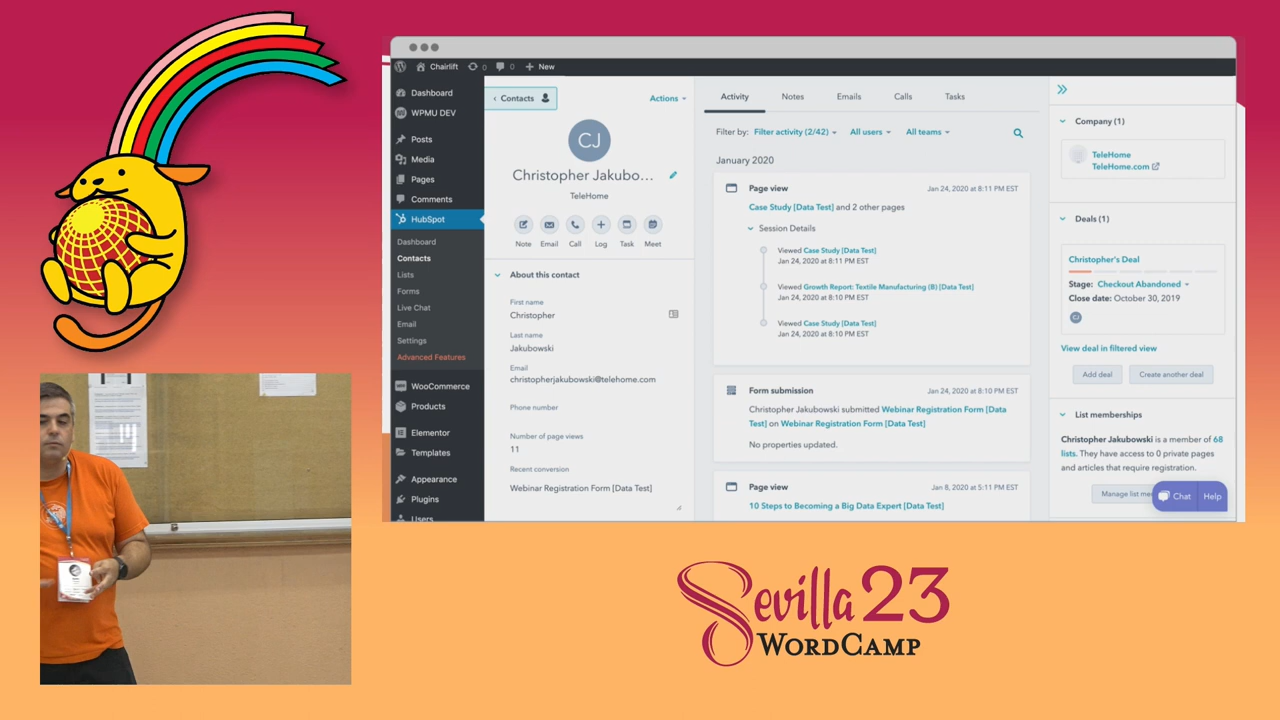 Chairlift
0
0
New
Dashboard
WPMU DEV
Posts
Media
Pages
Comments
HubSpot
Dashboard
Contacts
Lists
Forms
Live Chat
Email
Settings
Advanced Features
WooCommerce
Products
Elementor
Templates
Appearance
Plugins
Users
Contacts
Actions
CJ
Christopher Jakubo...
TeleHome
Note Email Call Log Task Meet
About this contact
First name
Christopher
Last name
Jakubowski
Email
christopherjakubowski@telehome.com
Phone number
Number of page views
11
Recent conversion
Webinar Registration Form [Data Test]
Activity Notes Emails Calls Tasks
Filter by: Filter activity (2/42) All users All teams
January 2020
Page view Jan 24, 2020 at 8:11 PM EST
Case Study [Data Test] and 2 other pages
Session Details
Viewed Case Study [Data Test]
Jan 24, 2020 at 8:11 PM EST
Viewed Growth Report: Textile Manufacturing (B) [Data Test]
Jan 24, 2020 at 8:10 PM EST
Viewed Case Study [Data Test]
Jan 24, 2020 at 8:10 PM EST
Form submission Jan 24, 2020 at 8:10 PM EST
Christopher Jakubowski submitted Webinar Registration Form [Data
Test] on Webinar Registration Form [Data Test]
No properties updated.
Page view Jan 8, 2020 at 5:11 PM EST
10 Steps to Becoming a Big Data Expert [Data Test]
Company (1)
TeleHome
TeleHome.com
Deals (1)
Christopher's Deal
Stage: Checkout Abandoned
Close date: October 30, 2019
CJ
View deal in filtered view
Add deal Create another deal
List memberships
Christopher Jakubowski is a member of 68
lists. They have access to 0 private pages
and articles that require registration.
Manage list
Chat Help
Sevilla 23
WORDCAMP